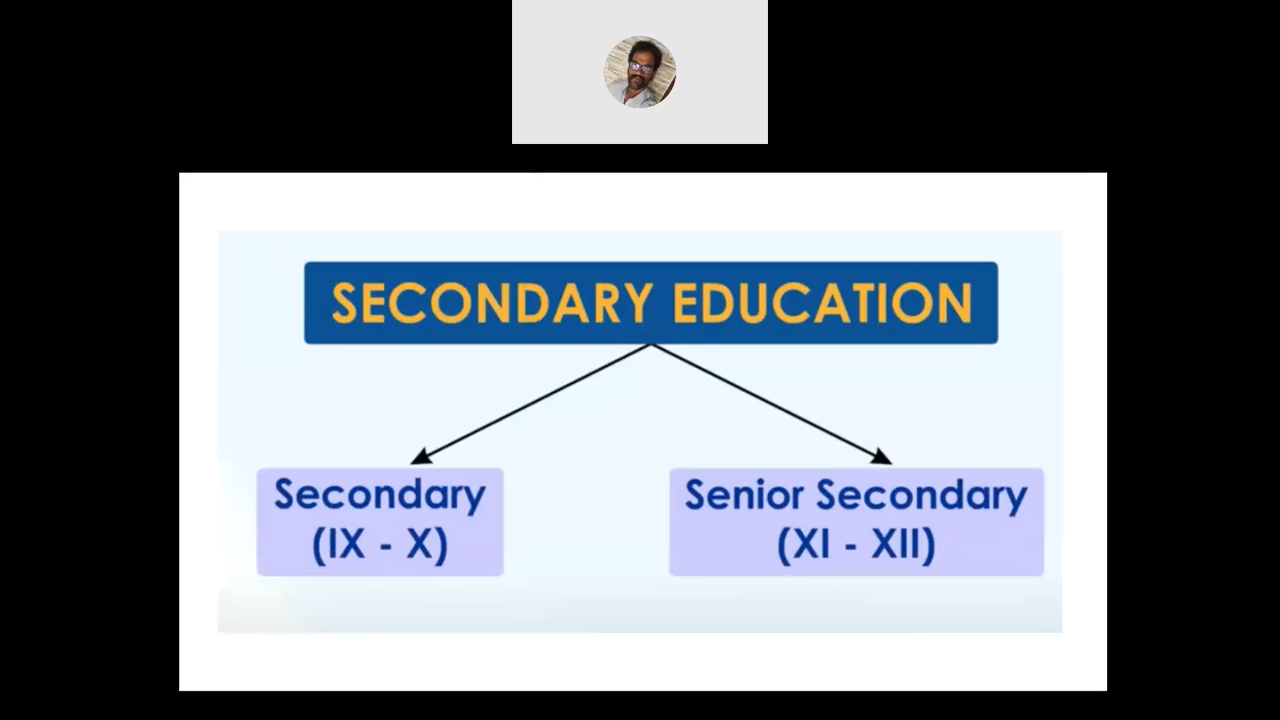 SECONDARY EDUCATION
Secondary
(IX - X)
Senior Secondary
(XI - XII)